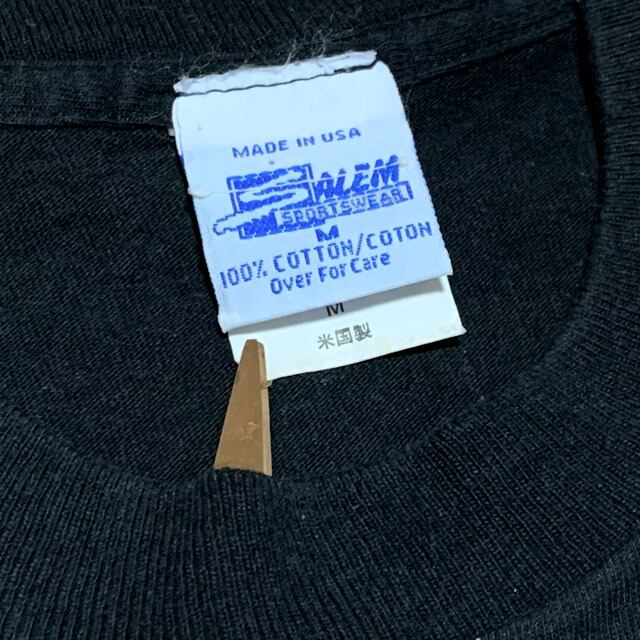 MADE IN USA
SALEM
SPORTSWEAR
M
100% COTTON/COTON
Over For Care
M
米国製